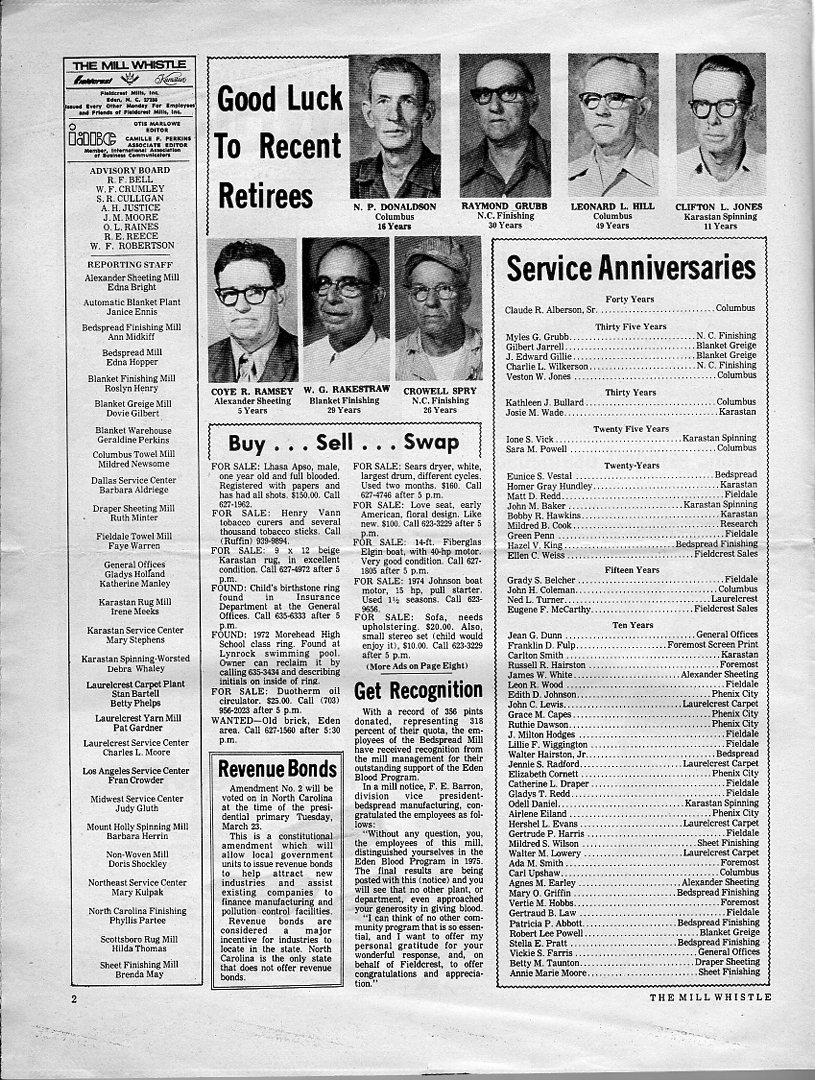 THE MILL WHISTLE
Fieldcrest
Karastan
Fieldcrest Mills, Inc.
Eden, N. C. 27288
Issued Every Other Monday For Employees
and Friends of Fieldcrest Mills, Inc.
iabc
OTIS MARLOWE
EDITOR
CAMILLE F. PERKINS
ASSOCIATE EDITOR
Member, International Association
of Business Communicators
ADVISORY BOARD
R. F. BELL
W. F. CRUMLEY
S. R. CULLIGAN
A. H. JUSTICE
J. M. MOORE
O. L. RAINES
R. E. REECE
W. F. ROBERTSON
REPORTING STAFF
Alexander Sheeting Mill
Edna Bright
Automatic Blanket Plant
Janice Ennis
Bedspread Finishing Mill
Ann Midkiff
Bedspread Mill
Edna Hopper
Blanket Finishing Mill
Roslyn Henry
Blanket Greige Mill
Dovie Gilbert
Blanket Warehouse
Geraldine Perkins
Columbus Towel Mill
Mildred Newsome
Dallas Service Center
Barbara Aldriege
Draper Sheeting Mill
Ruth Minter
Fieldale Towel Mill
Faye Warren
General Offices
Gladys Holland
Katherine Manley
Karastan Rug Mill
Irene Meeks
Karastan Service Center
Mary Stephens
Karastan Spinning-Worsted
Debra Whaley
Laurelcrest Carpet Plant
Stan Bartell
Betty Phelps
Laurelcrest Yarn Mill
Pat Gardner
Laurelcrest Service Center
Charles L. Moore
Los Angeles Service Center
Fran Crowder
Midwest Service Center
Judy Gluth
Mount Holly Spinning Mill
Barbara Herrin
Non-Woven Mill
Doris Shockley
Northeast Service Center
Mary Kulpak
North Carolina Finishing
Phyllis Partee
Scottsboro Rug Mill
Hilda Thomas
Sheet Finishing Mill
Brenda May
Good Luck
To Recent
Retirees
N. P. DONALDSON
Columbus
16 Years
RAYMOND GRUBB
N.C. Finishing
30 Years
LEONARD L. HILL
Columbus
49 Years
CLIFTON L. JONES
Karastan Spinning
11 Years
COYE R. RAMSEY
Alexander Sheeting
5 Years
W. G. RAKESTRAW
Blanket Finishing
29 Years
CROWELL SPRY
N.C. Finishing
26 Years
Buy . . . Sell . . . Swap
FOR SALE: Lhasa Apso, male,
one year old and full blooded.
Registered with papers and
has had all shots. $150.00. Call
627-1962.
FOR SALE: Henry Vann
tobacco curers and several
thousand tobacco sticks. Call
(Ruffin) 939-9894.
FOR SALE: 9 x 12 beige
Karastan rug, in excellent
condition. Call 627-4972 after 5
p.m.
FOUND: Child's birthstone ring
found in Insurance
Department at the General
Offices. Call 635-6333 after 5
p.m.
FOUND: 1972 Morehead High
School class ring. Found at
Lynrock swimming pool.
Owner can reclaim it by
calling 635-3434 and describing
initials on inside of ring.
FOR SALE: Duotherm oil
circulator. $25.00. Call (703)
956-2023 after 5 p.m.
WANTED—Old brick, Eden
area. Call 627-1560 after 5:30
p.m.
FOR SALE: Sears dryer, white,
largest drum, different cycles.
Used two months. $160. Call
627-4746 after 5 p.m.
FOR SALE: Love seat, early
American, floral design. Like
new. $100. Call 623-3229 after 5
p.m.
FOR SALE: 14-ft. Fiberglas
Elgin boat, with 40-hp motor.
Very good condition. Call 627-
1805 after 5 p.m.
FOR SALE: 1974 Johnson boat
motor, 15 hp, pull starter.
Used 1½ seasons. Call 623-
9656.
FOR SALE: Sofa, needs
upholstering. $20.00. Also,
small stereo set (child would
enjoy it), $10.00. Call 623-3229
after 5 p.m.
(More Ads on Page Eight)
Revenue Bonds
Amendment No. 2 will be
voted on in North Carolina
at the time of the presi-
dential primary Tuesday,
March 23.
This is a constitutional
amendment which will
allow local government
units to issue revenue bonds
to help attract new
industries and assist
existing companies to
finance manufacturing and
pollution control facilities.
Revenue bonds are
considered a major
incentive for industries to
locate in the state. North
Carolina is the only state
that does not offer revenue
bonds.
Get Recognition
With a record of 356 pints
donated, representing 318
percent of their quota, the em-
ployees of the Bedspread Mill
have received recognition from
the mill management for their
outstanding support of the Eden
Blood Program.
In a mill notice, F. E. Barron,
division vice president-
bedspread manufacturing, con-
gratulated the employees as fol-
lows:
"Without any question, you,
the employees of this mill,
distinguished yourselves in the
Eden Blood Program in 1975.
The final results are being
posted with this (notice) and you
will see that no other plant, or
department, even approached
your generosity in giving blood.
"I can think of no other com-
munity program that is so essen-
tial, and I want to offer my
personal gratitude for your
wonderful response, and, on
behalf of Fieldcrest, to offer
congratulations and apprecia-
tion."
Service Anniversaries
Forty Years
Claude R. Alberson, Sr. Columbus
Thirty Five Years
Myles G. Grubb N. C. Finishing
Gilbert Jarrell Blanket Greige
J. Edward Gillie Blanket Greige
Charlie L. Wilkerson N. C. Finishing
Veston W. Jones Columbus
Thirty Years
Kathleen J. Bullard Columbus
Josie M. Wade Karastan
Twenty Five Years
Ione S. Vick Karastan Spinning
Sara M. Powell Columbus
Twenty-Years
Eunice S. Vestal Bedspread
Homer Gray Hundley Karastan
Matt D. Redd Fieldale
John M. Baker Karastan Spinning
Bobby R. Hawkins Karastan
Mildred B. Cook Research
Green Penn Fieldale
Hazel V. King Bedspread Finishing
Ellen C. Weiss Fieldcrest Sales
Fifteen Years
Grady S. Belcher Fieldale
John H. Coleman Columbus
Ned L. Turner Laurelcrest
Eugene F. McCarthy Fieldcrest Sales
Ten Years
Jean G. Dunn General Offices
Franklin D. Pulp Foremost Screen Print
Carlton Smith Karastan
Russell R. Hairston Foremost
James W. White Alexander Sheeting
Leon R. Wood Fieldale
Edith D. Johnson Phenix City
John C. Lewis Laurelcrest Carpet
Grace M. Capes Phenix City
Ruthie Dawson Phenix City
J. Milton Hodges Fieldale
Lillie F. Wiggington Fieldale
Walter Hairston, Jr. Bedspread
Jennie S. Radford Laurelcrest Carpet
Elizabeth Cornett Phenix City
Catherine L. Draper Fieldale
Gladys T. Redd Fieldale
Odell Daniel Karastan Spinning
Airlene Eiland Phenix City
Hershel L. Evans Laurelcrest Carpet
Gertrude P. Harris Fieldale
Mildred S. Wilson Sheet Finishing
Walter M. Lowery Laurelcrest Carpet
Ada M. Smith Foremost
Carl Upshaw Columbus
Agnes M. Earley Alexander Sheeting
Mary O. Griffin Bedspread Finishing
Vertie M. Hobbs Foremost
Gertraud B. Law Fieldale
Patricia P. Abbott Bedspread Finishing
Robert Lee Powell Blanket Greige
Stella E. Pratt Bedspread Finishing
Vickie S. Farris General Offices
Betty M. Taunton Draper Sheeting
Annie Marie Moore Sheet Finishing
2
THE MILL WHISTLE